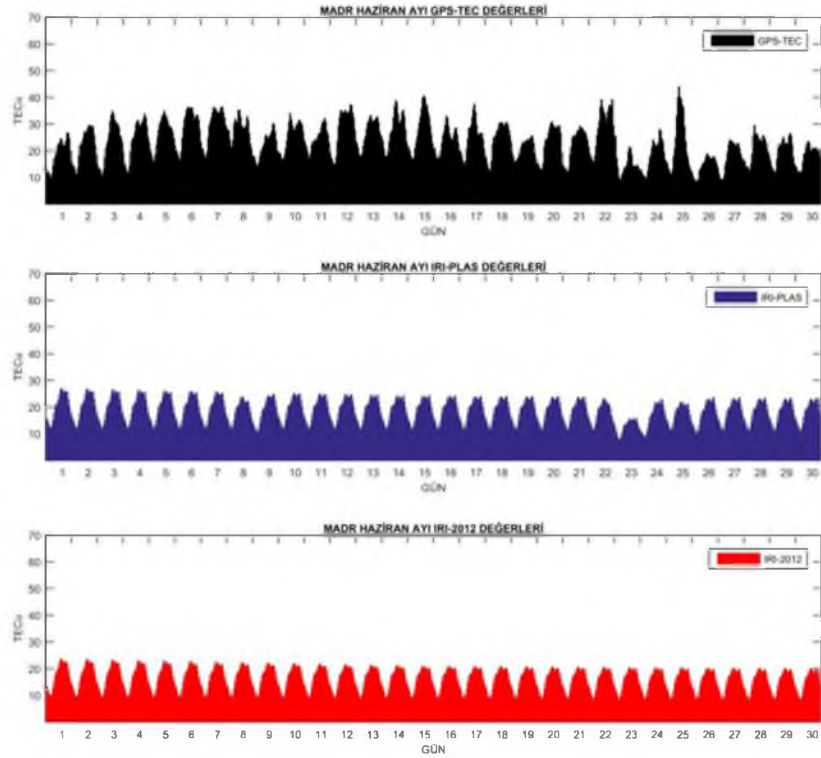 MADR HAZİRAN AYI GPS-TEC DEĞERLERİ
GPS-TEC
TECu
70
60
50
40
30
20
10
1 2 3 4 5 6 7 8 9 10 11 12 13 14 15 16 17 18 19 20 21 22 23 24 25 26 27 28 29 30
GÜN
MADR HAZİRAN AYI IRI-PLAS DEĞERLERİ
IRI-PLAS
TECu
70
60
50
40
30
20
10
1 2 3 4 5 6 7 8 9 10 11 12 13 14 15 16 17 18 19 20 21 22 23 24 25 26 27 28 29 30
GÜN
MADR HAZİRAN AYI IRI-2012 DEĞERLERİ
IRI-2012
TECu
70
60
50
40
30
20
10
1 2 3 4 5 6 7 8 9 10 11 12 13 14 15 16 17 18 19 20 21 22 23 24 25 26 27 28 29 30
GÜN